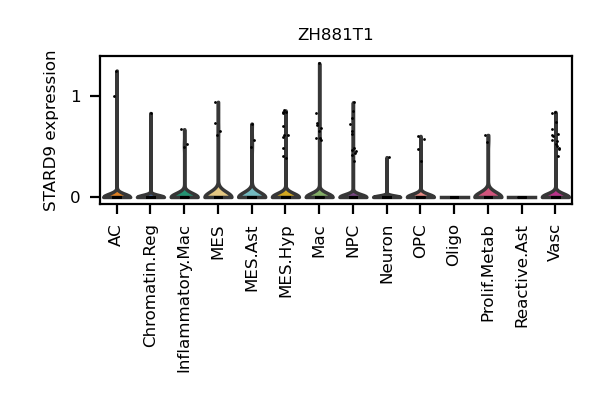 ZH881T1
STARD9 expression
1
0
AC
Chromatin.Reg
Inflammatory.Mac
MES
MES.Ast
MES.Hyp
Mac
NPC
Neuron
OPC
Oligo
Prolif.Metab
Reactive.Ast
Vasc